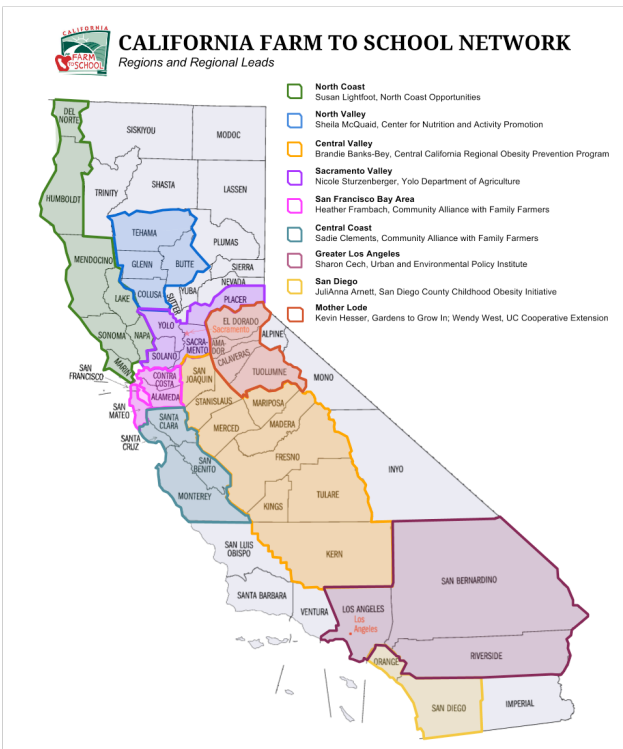 CALIFORNIA
FARM
TO SCHOOL
CALIFORNIA FARM TO SCHOOL NETWORK
Regions and Regional Leads
North Coast
Susan Lightfoot, North Coast Opportunities
North Valley
Sheila McQuaid, Center for Nutrition and Activity Promotion
Central Valley
Brandie Banks-Bey, Central California Regional Obesity Prevention Program
Sacramento Valley
Nicole Sturzenberger, Yolo Department of Agriculture
San Francisco Bay Area
Heather Frambach, Community Alliance with Family Farmers
Central Coast
Sadie Clements, Community Alliance with Family Farmers
Greater Los Angeles
Sharon Cech, Urban and Environmental Policy Institute
San Diego
JuliAnna Arnett, San Diego County Childhood Obesity Initiative
Mother Lode
Kevin Hesser, Gardens to Grow In; Wendy West, UC Cooperative Extension
DEL
NORTE
SISKIYOU
MODOC
HUMBOLDT
TRINITY
SHASTA
LASSEN
TEHAMA
PLUMAS
MENDOCINO
GLENN
BUTTE
SIERRA
NEVADA
LAKE
COLUSA
SUTTER
YUBA
PLACER
SONOMA
NAPA
YOLO
EL DORADO
Sacramento
ALPINE
SACRA-
MENTO
AMA-
DOR
SOLANO
CALAVERAS
MARIN
SAN
FRANCISCO
CONTRA
COSTA
SAN
JOAQUIN
TUOLUMNE
MONO
ALAMEDA
STANISLAUS
MARIPOSA
SAN
MATEO
SANTA
CLARA
MERCED
MADERA
SANTA
CRUZ
SAN
BENITO
FRESNO
INYO
MONTEREY
KINGS
TULARE
SAN LUIS
OBISPO
KERN
SANTA BARBARA
SAN BERNARDINO
VENTURA
LOS ANGELES
Los
Angeles
ORANGE
RIVERSIDE
SAN DIEGO
IMPERIAL